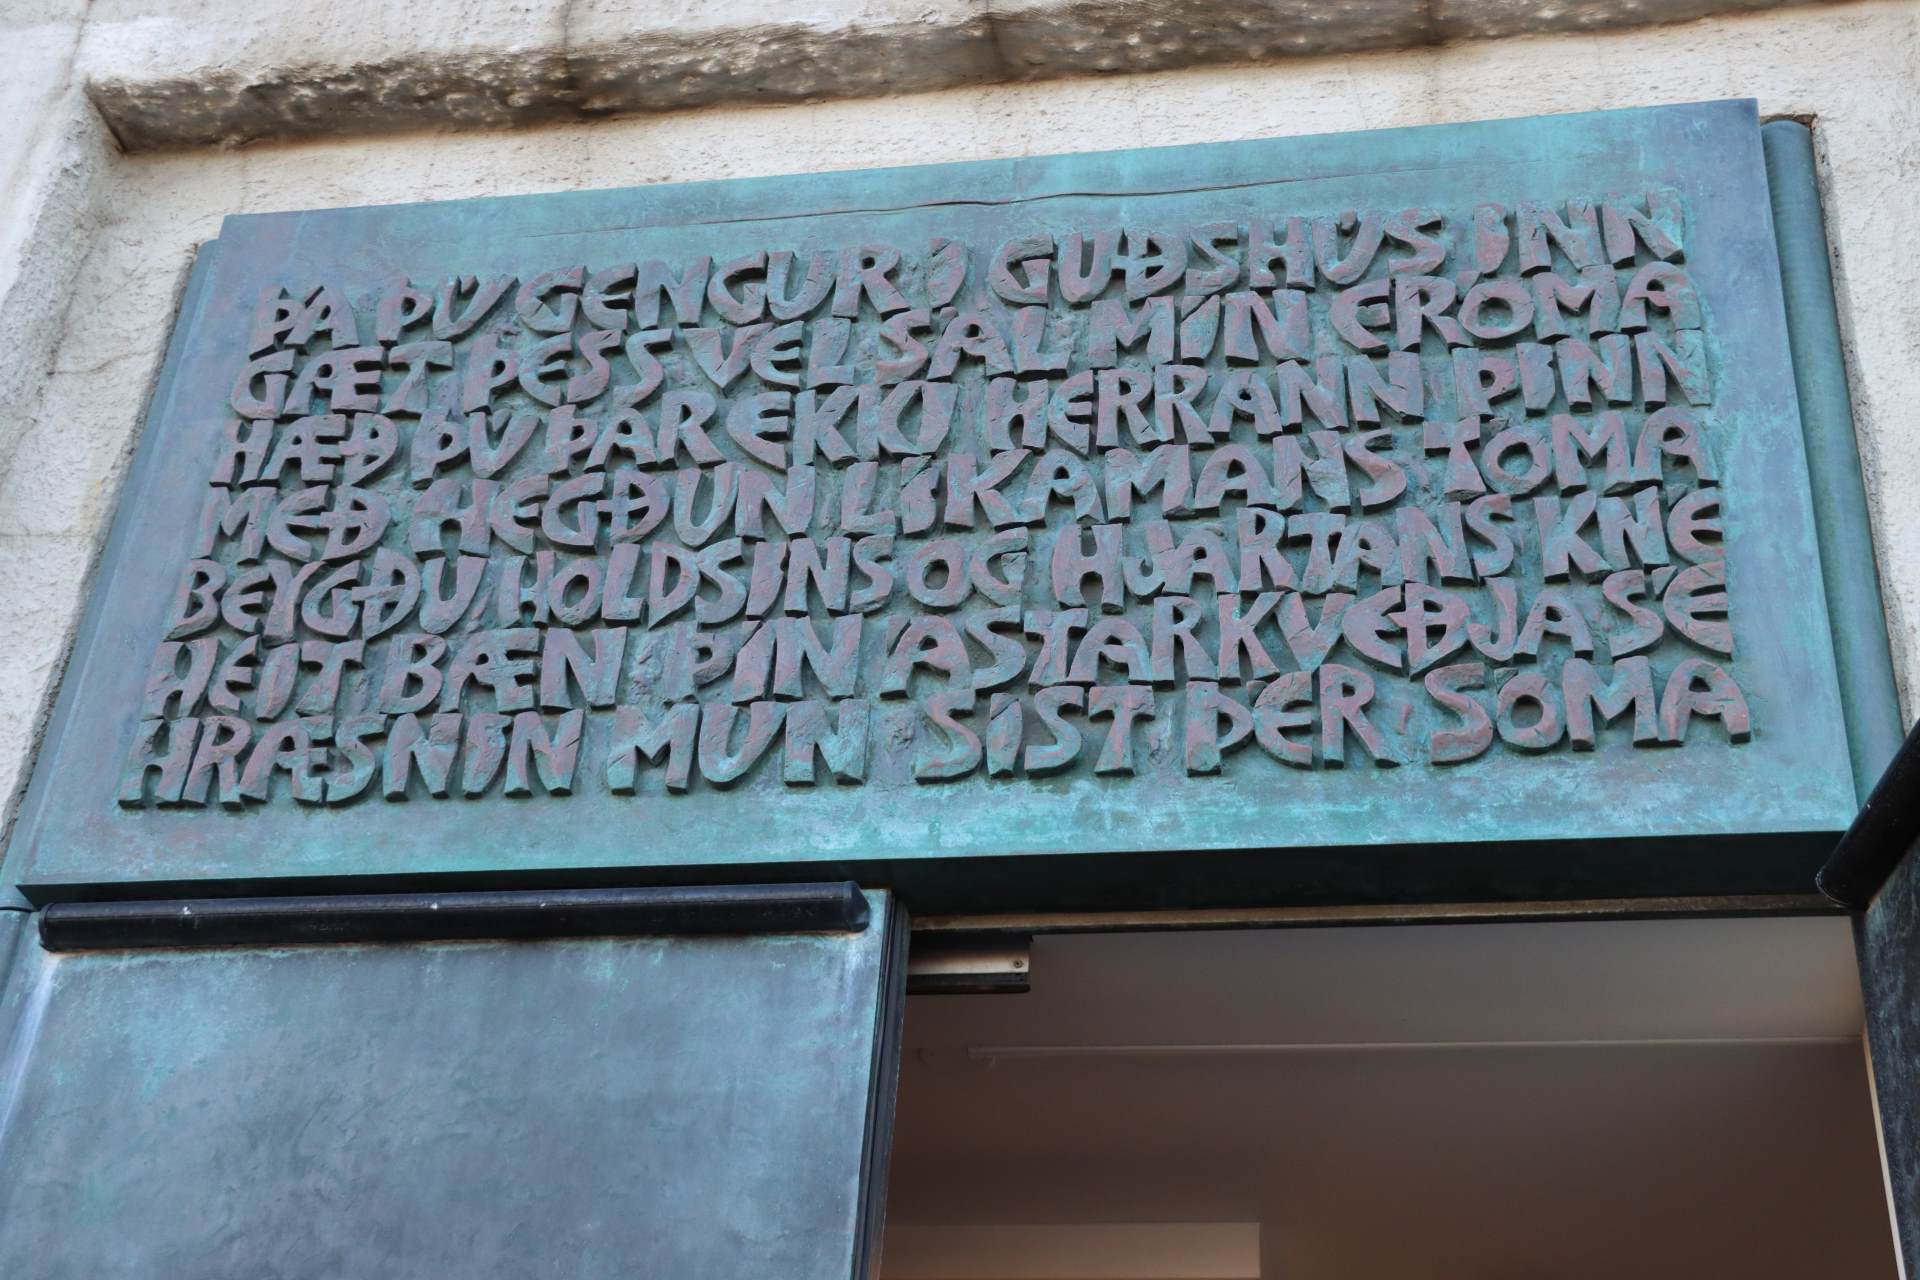 ÞÁ ÞÚ GENGUR Í GUÐSHÚS INN
GÆT ÞESS VEL SÁL MÍN FRÓMA
HÆÐ ÞÚ ÞAR EKKI HERRANN ÞINN
MEÐ HEGÐUN LÍKAMANS TÓMA
BEYGÐU HOLDSINS OG HJARTANS KNÉ
HEIT BÆN ÞÍN ÁSTARKVEÐJA SÉ
HRÆSNIN MUN SÍST ÞÉR SÓMA